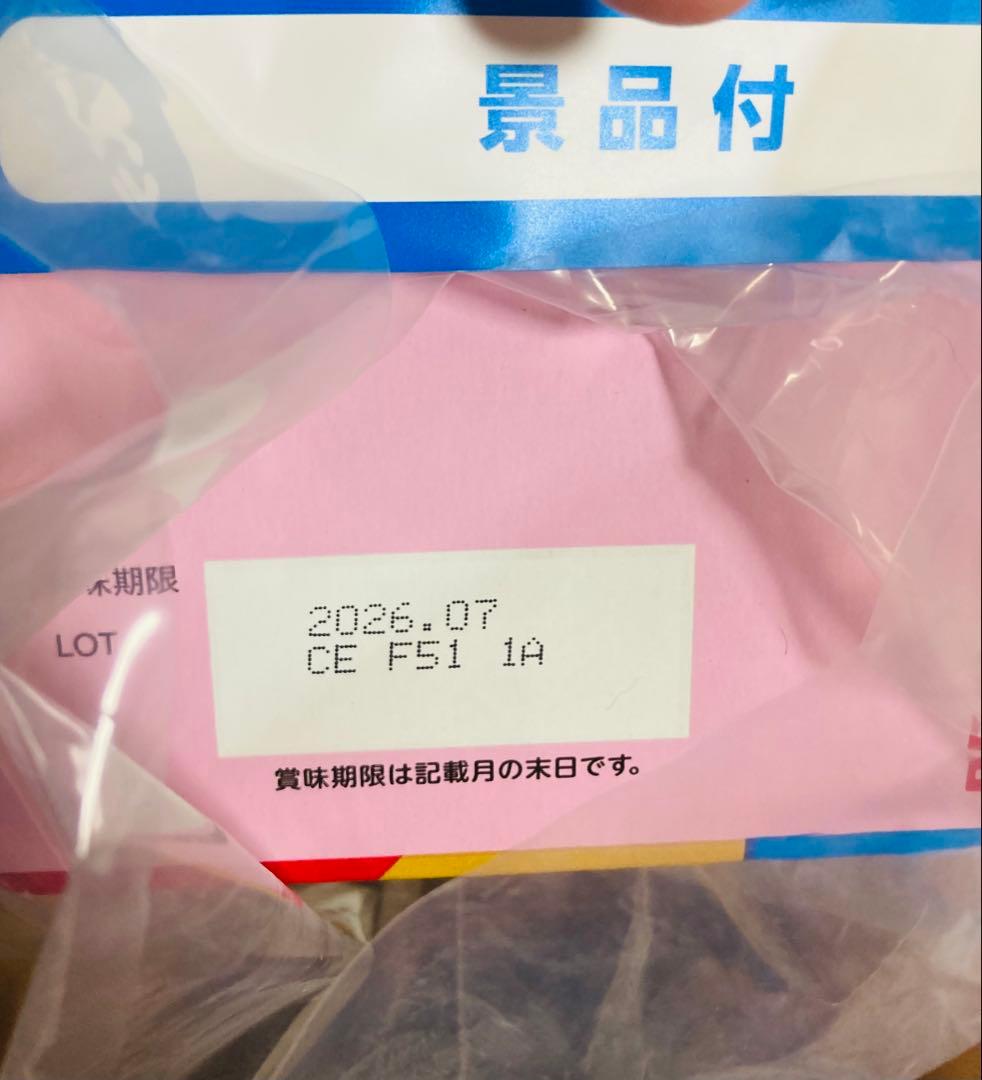 景品付
味期限
2026.07
LOT
CE F51 1A
賞味期限は記載月の末日です。